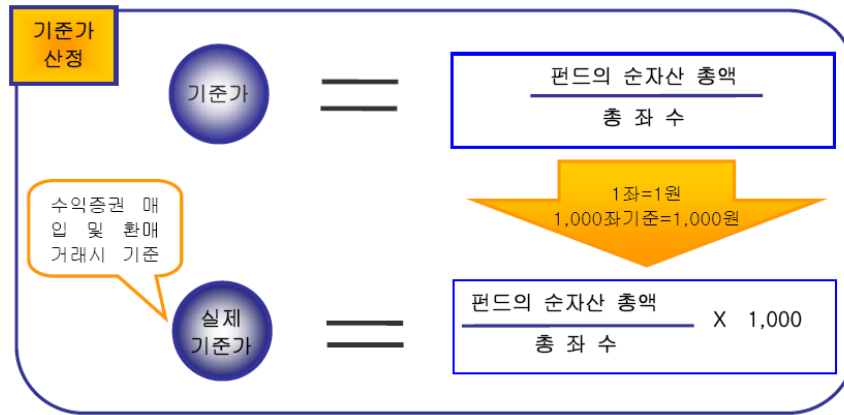 기준가
산정
기준가
펀드의 순자산 총액
총 좌 수
1좌=1원
1,000좌기준=1,000원
수익증권 매
입 및 환매
거래시 기준
실제
기준가
펀드의 순자산 총액
총 좌 수
X 1,000